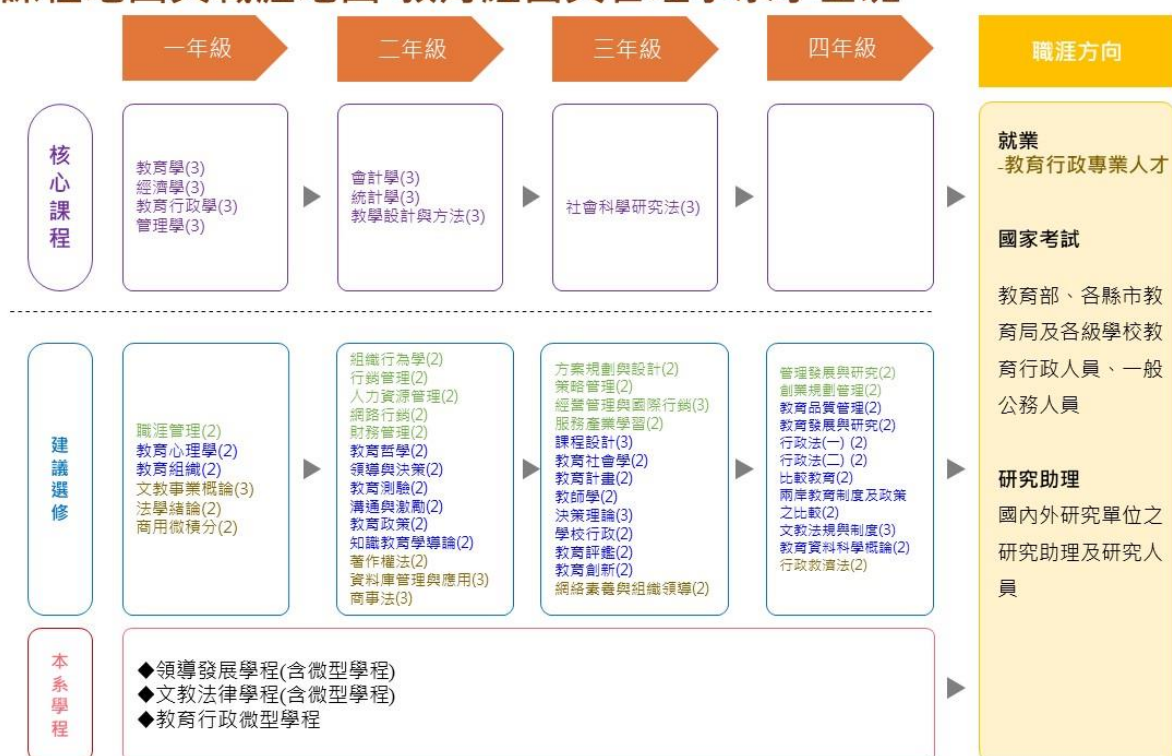 一年級
二年級
三年級
四年級
職涯方向
核心課程
教育學(3)
經濟學(3)
教育行政學(3)
管理學(3)
會計學(3)
統計學(3)
教學設計與方法(3)
社會科學研究法(3)
建議選修
職涯管理(2)
教育心理學(2)
教育組織(2)
文教事業概論(3)
法學緒論(2)
商用微積分(2)
組織行為學(2)
行銷管理(2)
人力資源管理(2)
網路行銷(2)
財務管理(2)
教育哲學(2)
領導與決策(2)
教育測驗(2)
溝通與激勵(2)
教育政策(2)
知識教育學導論(2)
著作權法(2)
資料庫管理與應用(3)
商事法(3)
方案規劃與設計(2)
策略管理(2)
經營管理與國際行銷(3)
服務產業學習(2)
課程設計(3)
教育社會學(2)
教育計畫(2)
教師學(2)
決策理論(3)
學校行政(2)
教育評鑑(2)
教育創新(2)
網絡素養與組織領導(2)
管理發展與研究(2)
創業規劃管理(2)
教育品質管理(2)
教育發展與研究(2)
行政法(一) (2)
行政法(二) (2)
比較教育(2)
兩岸教育制度及政策
之比較(2)
文教法規與制度(3)
教育資料科學概論(2)
行政救濟法(2)
本系學程
◆領導發展學程(含微型學程)
◆文教法律學程(含微型學程)
◆教育行政微型學程
就業
-教育行政專業人才
國家考試
教育部、各縣市教
育局及各級學校教
育行政人員、一般
公務人員
研究助理
國內外研究單位之
研究助理及研究人
員